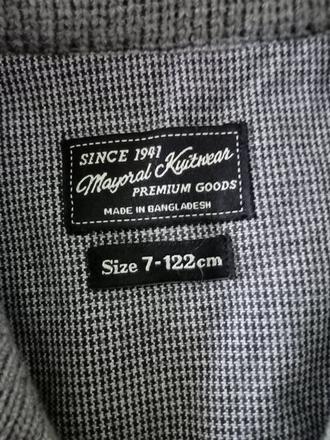 SINCE 1941
Mayoral Knitwear
PREMIUM GOODS
MADE IN BANGLADESH
Size 7-122cm